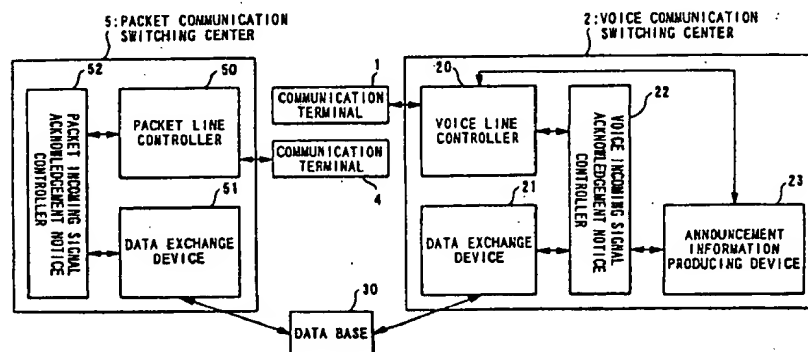 5:PACKET COMMUNICATION
SWITCHING CENTER
2:VOICE COMMUNICATION
SWITCHING CENTER
52
50
1
20
22
PACKET INCOMING SIGNAL
ACKNOWLEDGEMENT NOTICE
CONTROLLER
PACKET LINE
CONTROLLER
COMMUNICATION
TERMINAL
VOICE LINE
CONTROLLER
VOICE INCOMING SIGNAL
ACKNOWLEDGEMENT NOTICE
CONTROLLER
COMMUNICATION
TERMINAL
4
51
21
23
DATA EXCHANGE
DEVICE
DATA EXCHANGE
DEVICE
ANNOUNCEMENT
INFORMATION
PRODUCING DEVICE
30
DATA BASE